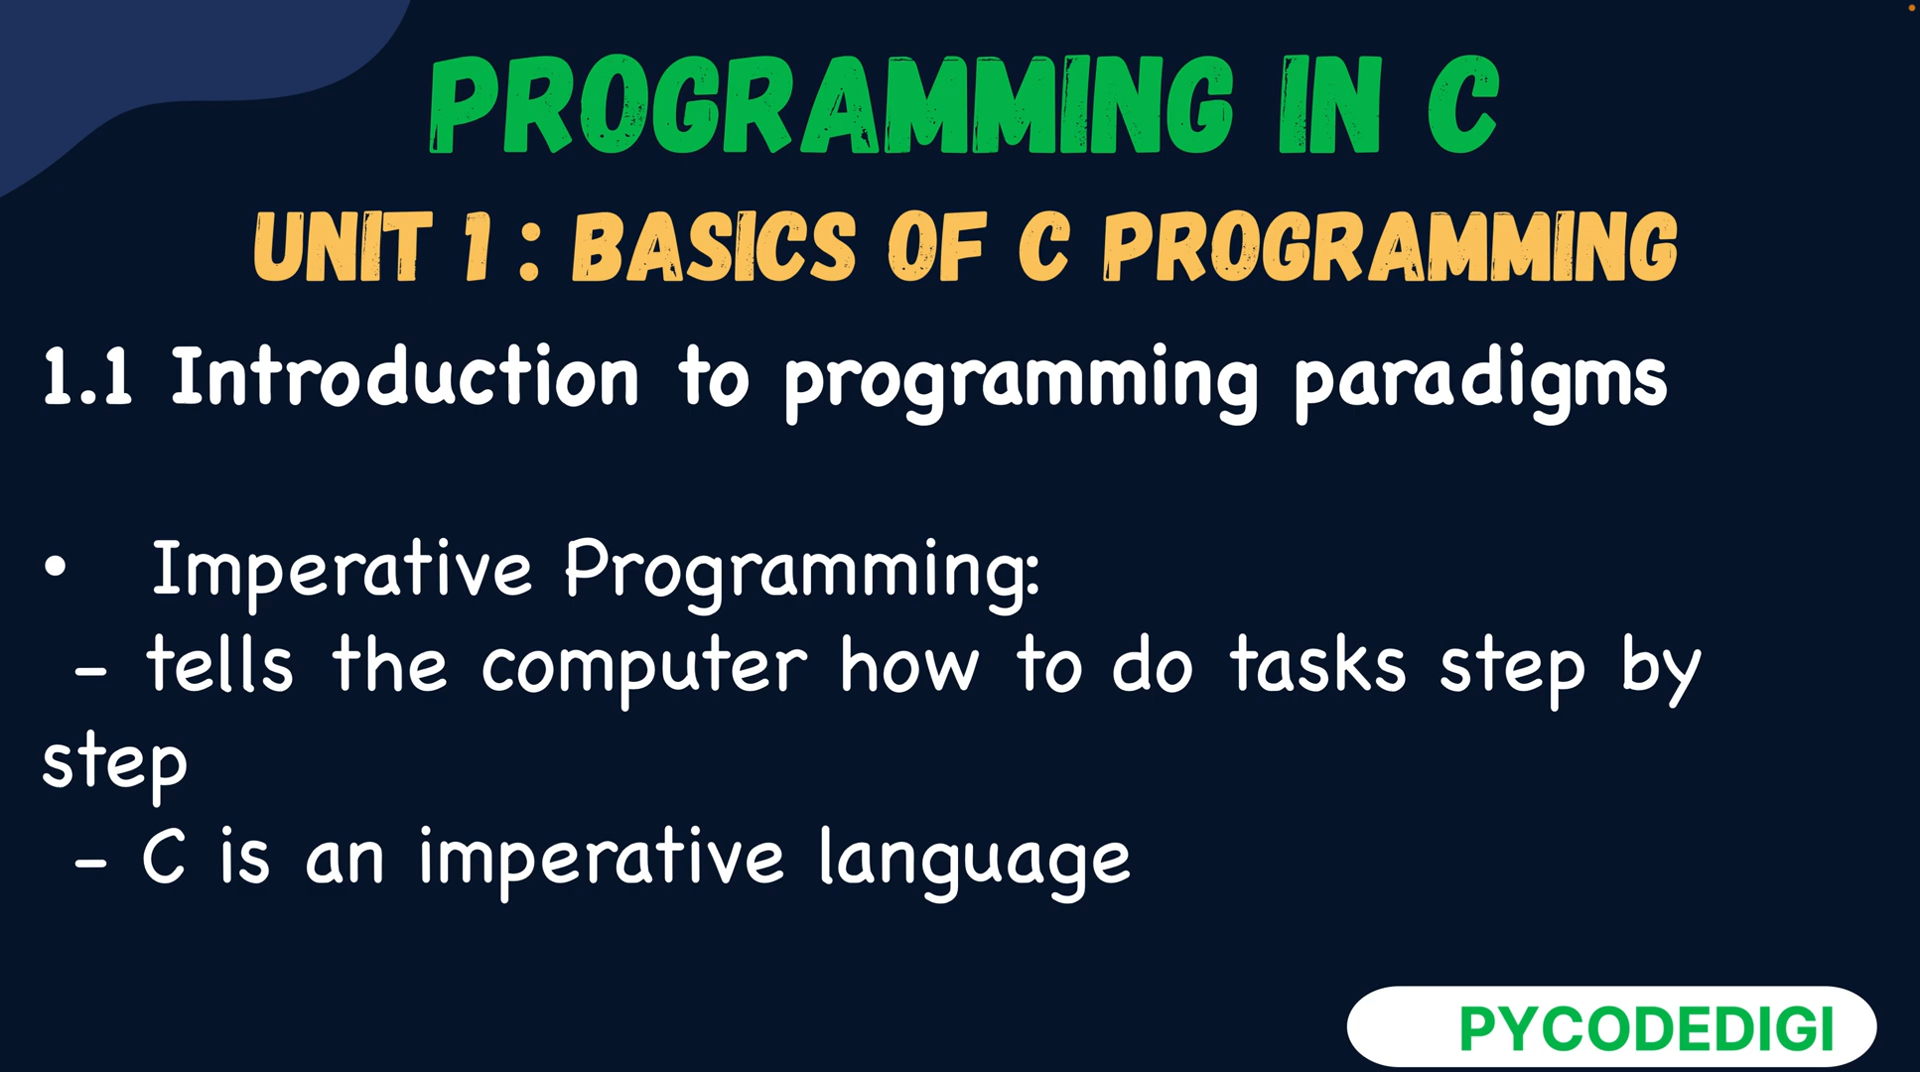 PROGRAMMING IN C
UNIT 1 : BASICS OF C PROGRAMMING
1.1 Introduction to programming paradigms
• Imperative Programming:
– tells the computer how to do tasks step by
step
– C is an imperative language
PYCODEDIGI